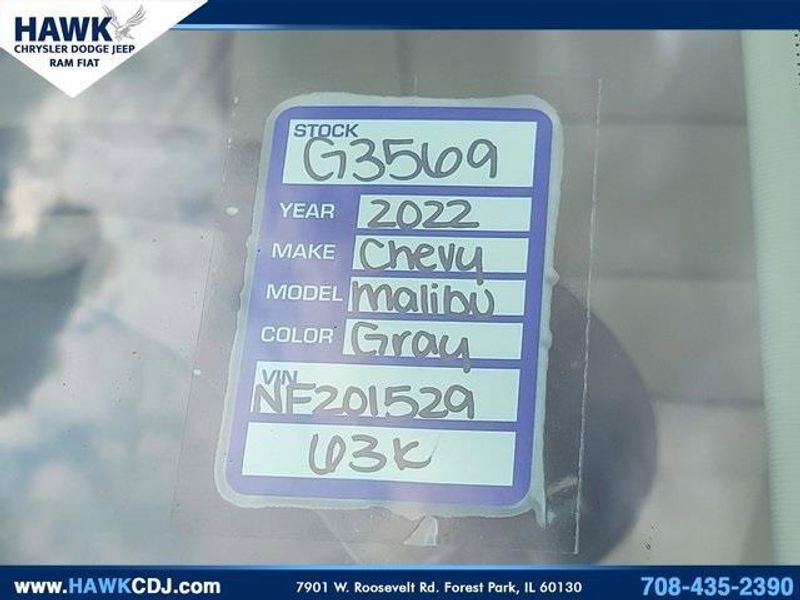 HAWK
CHRYSLER DODGE JEEP
RAM FIAT
STOCK
G3569
YEAR 2022
MAKE Chevy
MODEL Malibu
COLOR Gray
VIN
NF201529
63K
www.HAWKCDJ.com 7901 W. Roosevelt Rd. Forest Park, IL 60130 708-435-2390